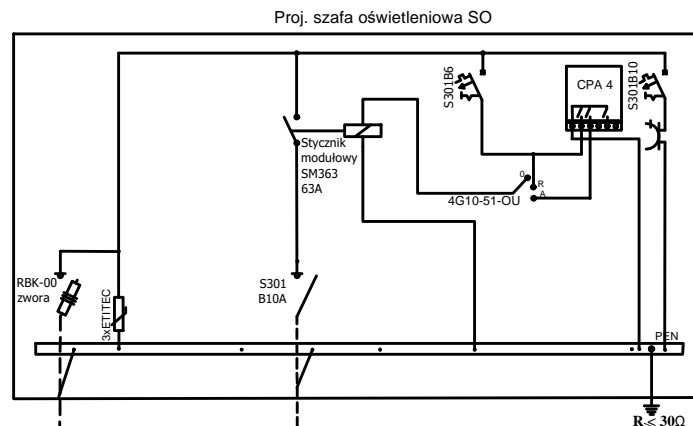 Proj. szafa oświetleniowa SO
S301B6
CPA 4
S301B10
Stycznik
modułowy
SM363
63A
0
R
A
4G10-51-OU
RBK-00
zwora
3xETITEC
S301
B10A
PEN
R < 30Ω